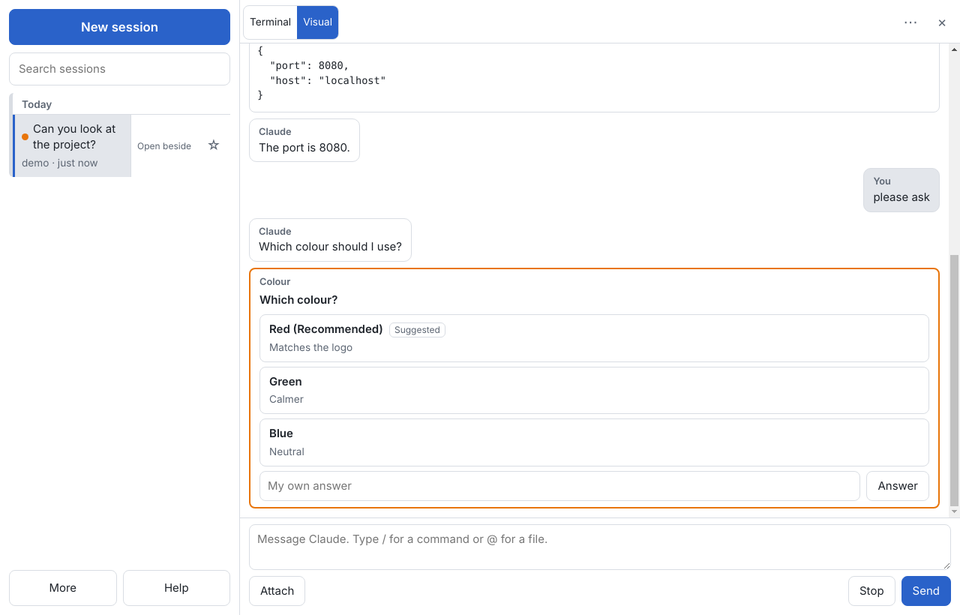 New session
Search sessions
Today
Can you look at
the project?
demo · just now
Open beside
Terminal
Visual
{
"port": 8080,
"host": "localhost"
}
Claude
The port is 8080.
You
please ask
Claude
Which colour should I use?
Colour
Which colour?
Red (Recommended) Suggested
Matches the logo
Green
Calmer
Blue
Neutral
My own answer
Answer
Message Claude. Type / for a command or @ for a file.
Attach
Stop
Send
More
Help